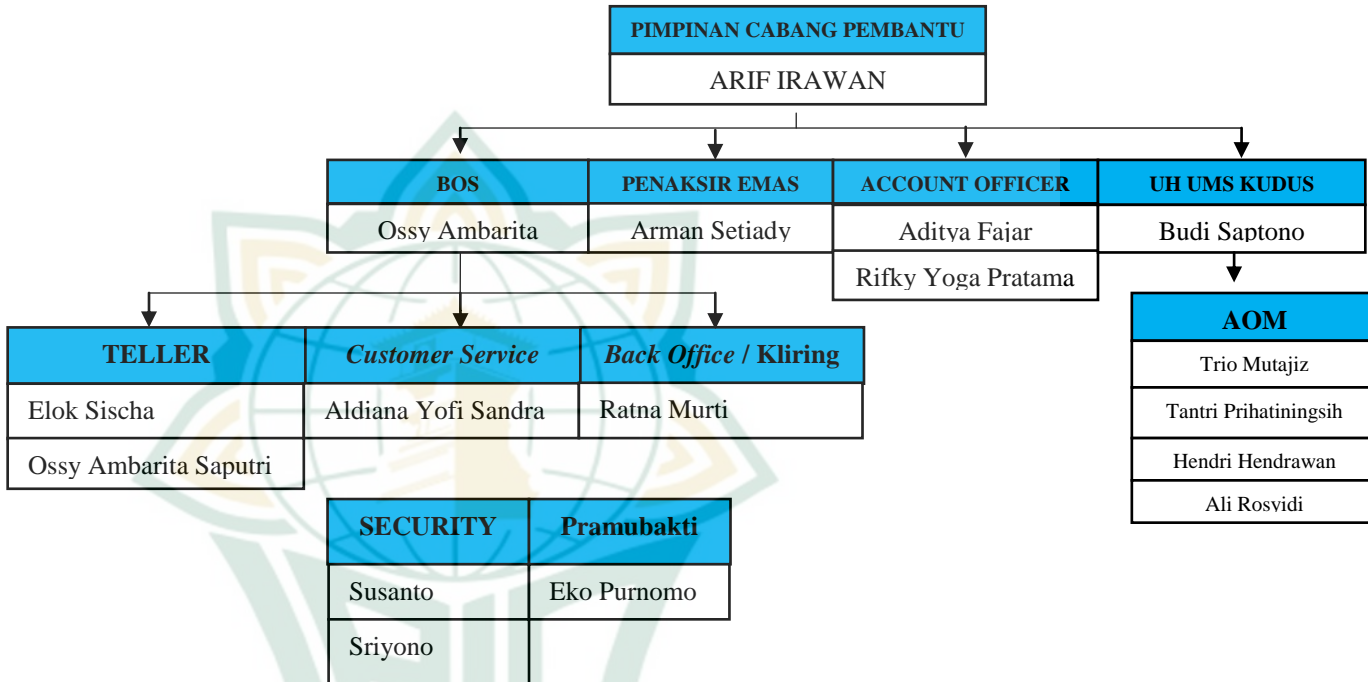 PIMPINAN CABANG PEMBANTU
ARIF IRAWAN
BOS
PENAKSIR EMAS
ACCOUNT OFFICER
UH UMS KUDUS
Ossy Ambarita
Arman Setiady
Aditya Fajar
Budi Saptono
Rifky Yoga Pratama
TELLER
Customer Service
Back Office / Kliring
AOM
Elok Sischa
Aldiana Yofi Sandra
Ratna Murti
Trio Mutajiz
Tantri Prihatiningsih
Ossy Ambarita Saputri
Hendri Hendrawan
Ali Rosyidi
SECURITY
Pramubakti
Susanto
Eko Purnomo
Sriyono